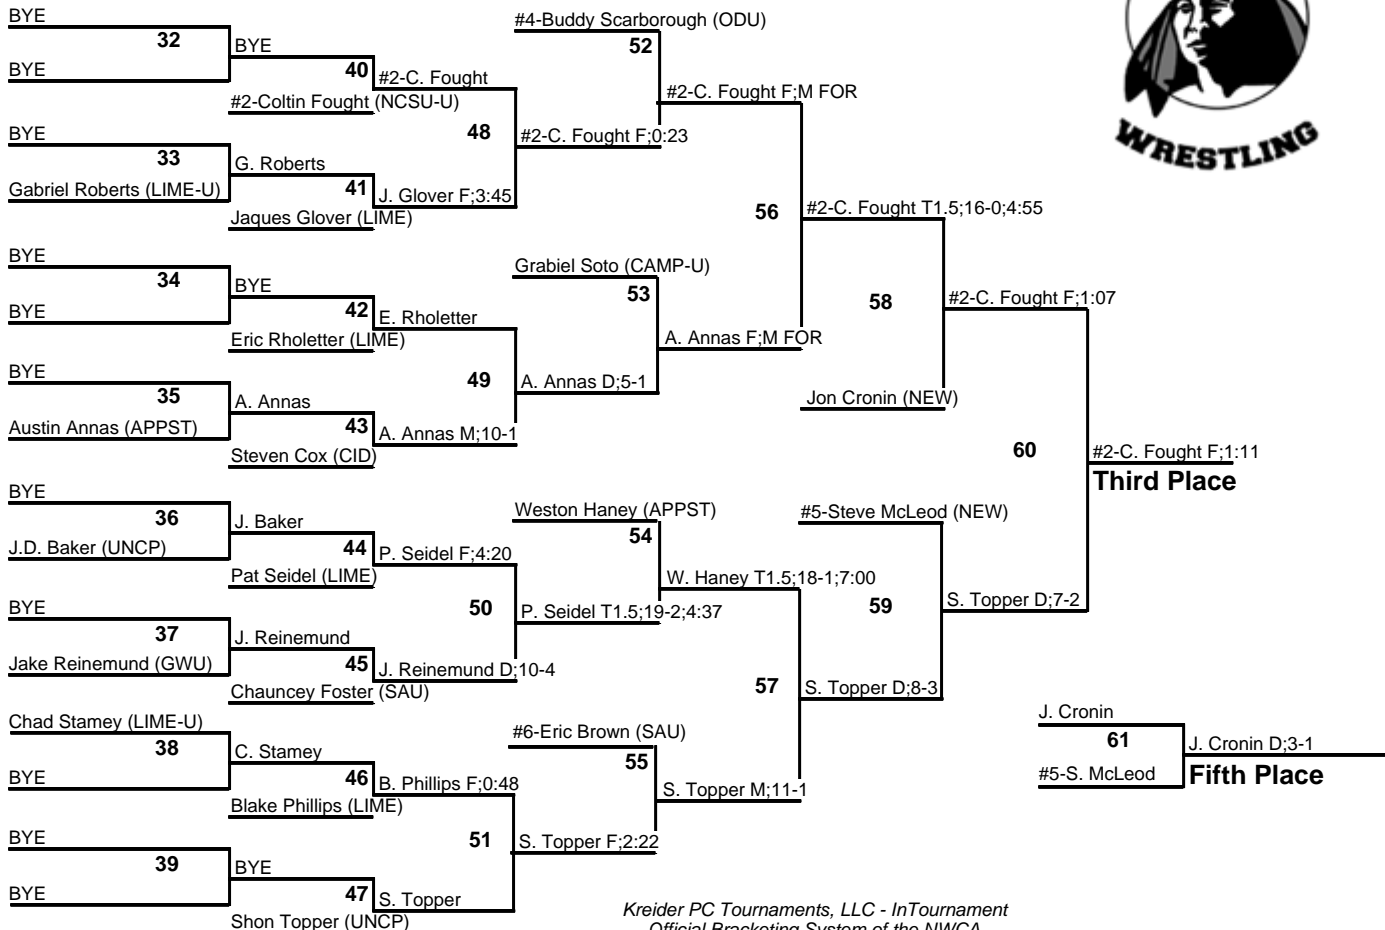 BYE
32
BYE
BYE
40
#2-C. Fought
#2-Coltin Fought (NCSU-U)
BYE
33
Gabriel Roberts (LIME-U)
G. Roberts
41
J. Glover F;3:45
Jaques Glover (LIME)
48
#2-C. Fought F;0:23
#4-Buddy Scarborough (ODU)
52
#2-C. Fought F;M FOR
BYE
34
BYE
BYE
42
E. Rholetter
Eric Rholetter (LIME)
BYE
35
Austin Annas (APPST)
A. Annas
43
A. Annas M;10-1
Steven Cox (CID)
49
A. Annas D;5-1
Grabiel Soto (CAMP-U)
53
A. Annas F;M FOR
56
#2-C. Fought T1.5;16-0;4:55
58
Jon Cronin (NEW)
#2-C. Fought F;1:07
BYE
36
J.D. Baker (UNCP)
J. Baker
44
P. Seidel F;4:20
Pat Seidel (LIME)
BYE
37
Jake Reinemund (GWU)
J. Reinemund
45
J. Reinemund D;10-4
Chauncey Foster (SAU)
50
P. Seidel T1.5;19-2;4:37
Weston Haney (APPST)
54
W. Haney T1.5;18-1;7:00
Chad Stamey (LIME-U)
38
BYE
C. Stamey
46
B. Phillips F;0:48
Blake Phillips (LIME)
BYE
39
BYE
BYE
47
S. Topper
Shon Topper (UNCP)
51
S. Topper F;2:22
#6-Eric Brown (SAU)
55
S. Topper M;11-1
57
S. Topper D;8-3
#5-Steve McLeod (NEW)
59
S. Topper D;7-2
60
#2-C. Fought F;1:11
Third Place
J. Cronin
61
#5-S. McLeod
J. Cronin D;3-1
Fifth Place
WRESTLING
Kreider PC Tournaments, LLC - InTournament
Official Bracketing System of the NWCA